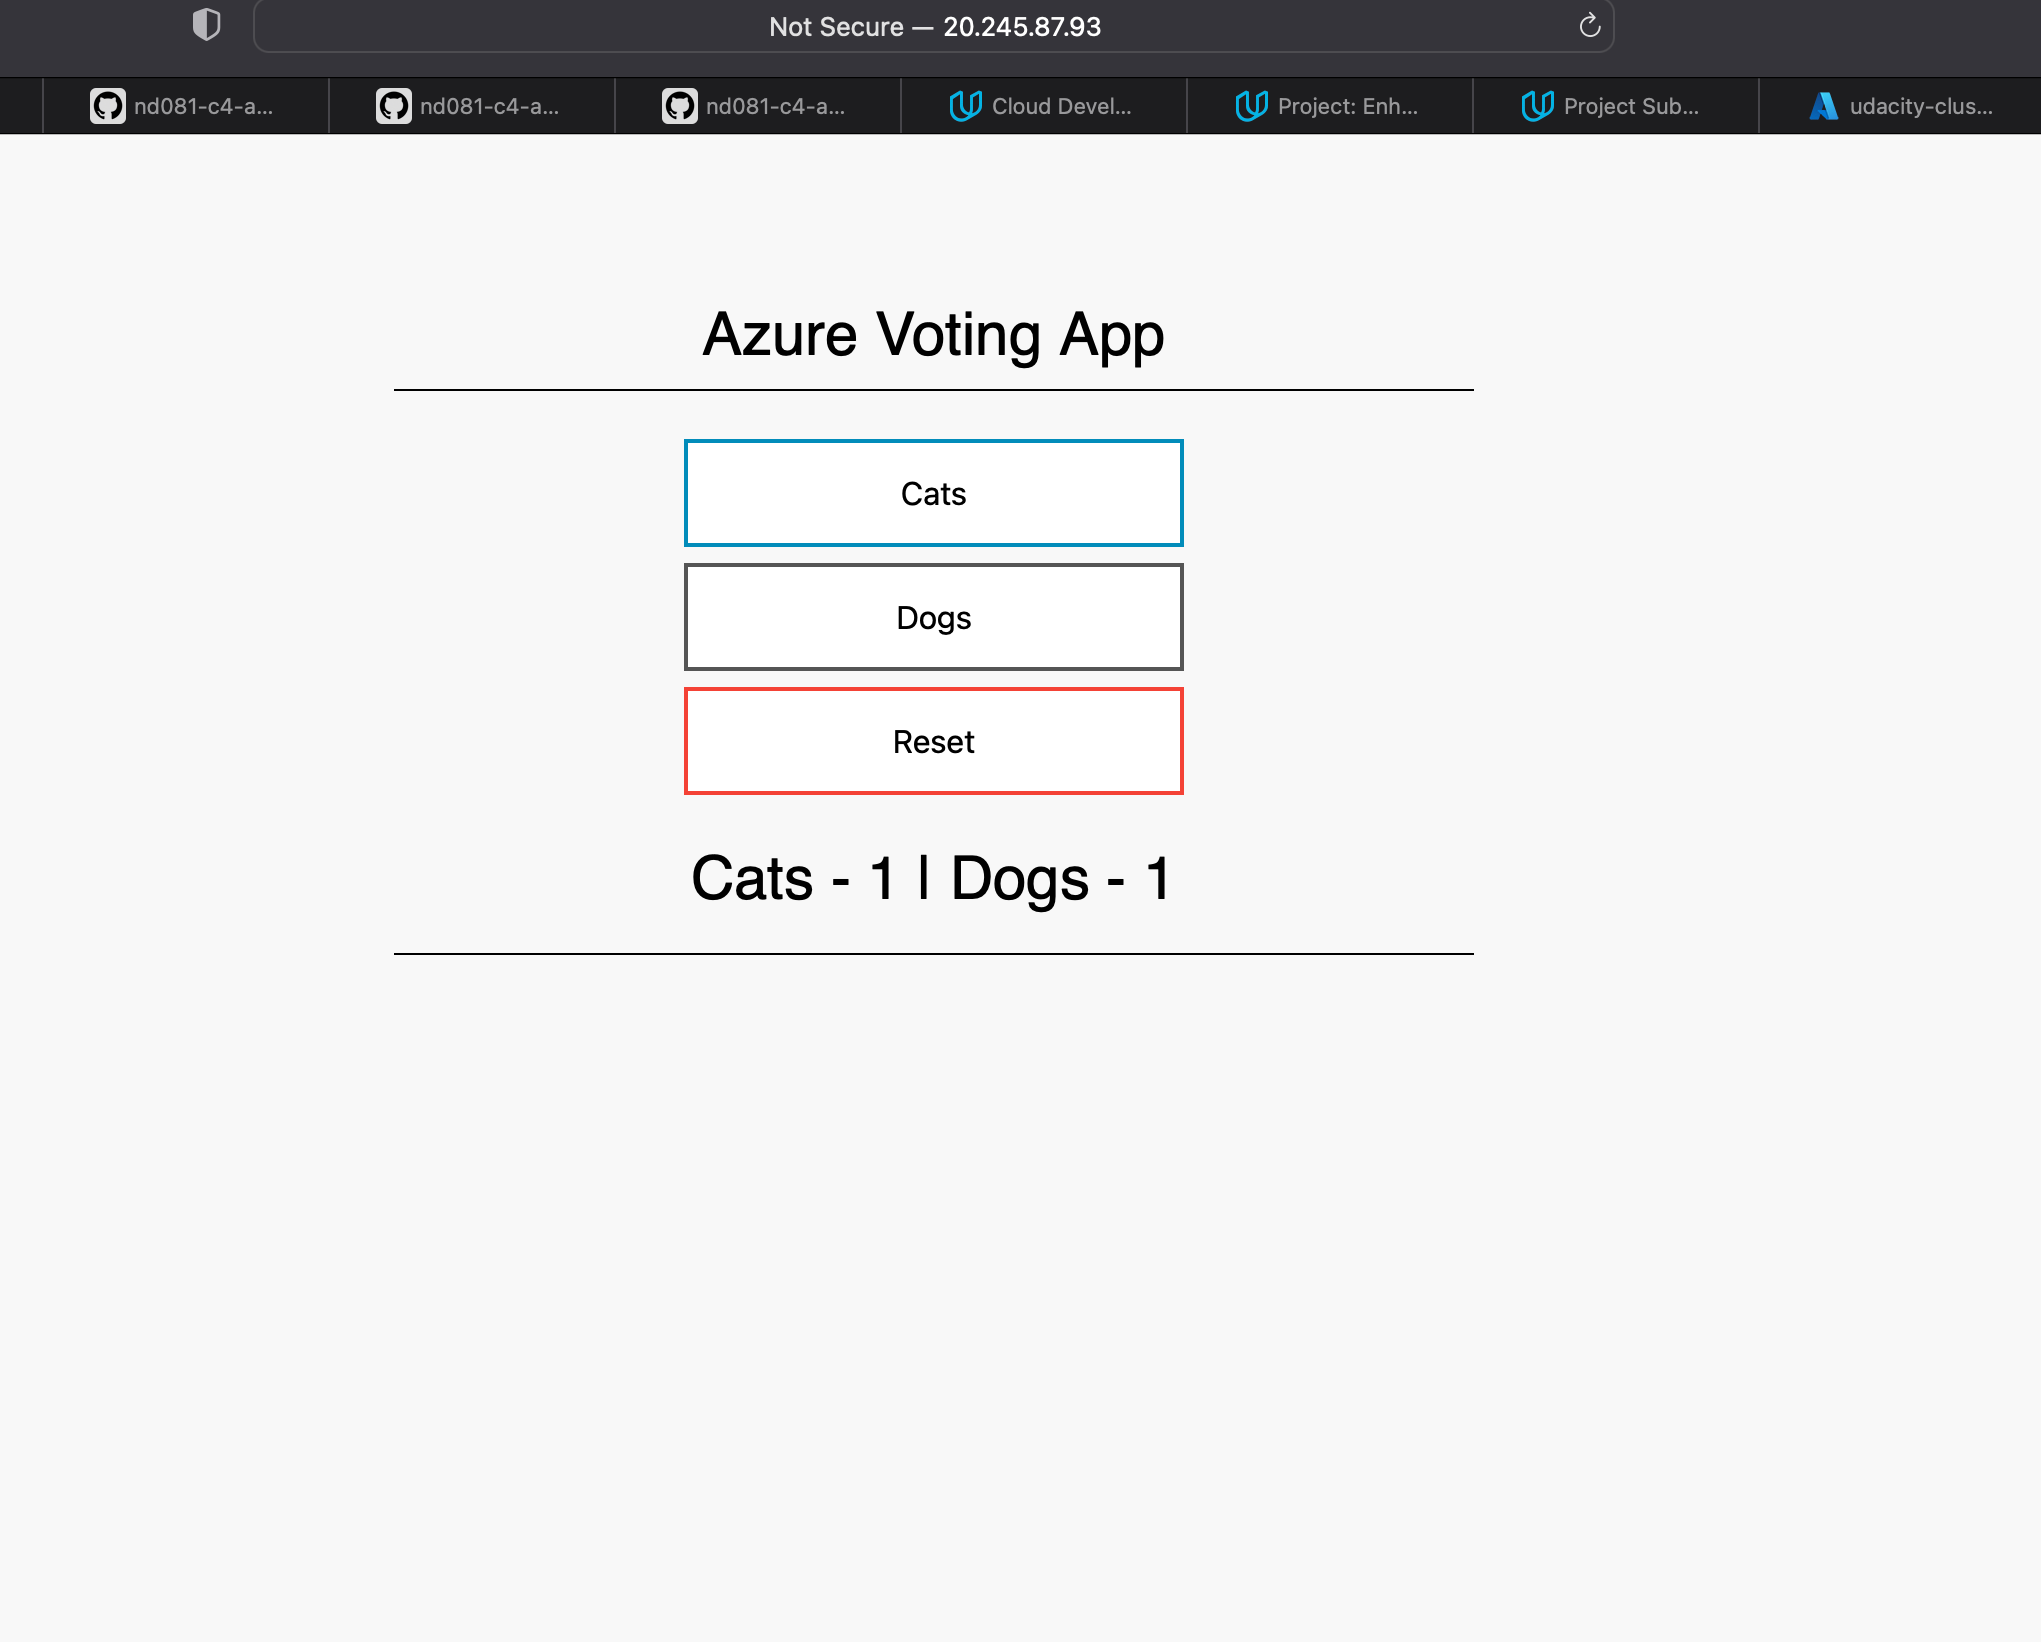 Not Secure — 20.245.87.93
nd081-c4-a... nd081-c4-a... nd081-c4-a... Cloud Devel... Project: Enh... Project Sub... udacity-clus...
Azure Voting App
Cats
Dogs
Reset
Cats - 1 | Dogs - 1